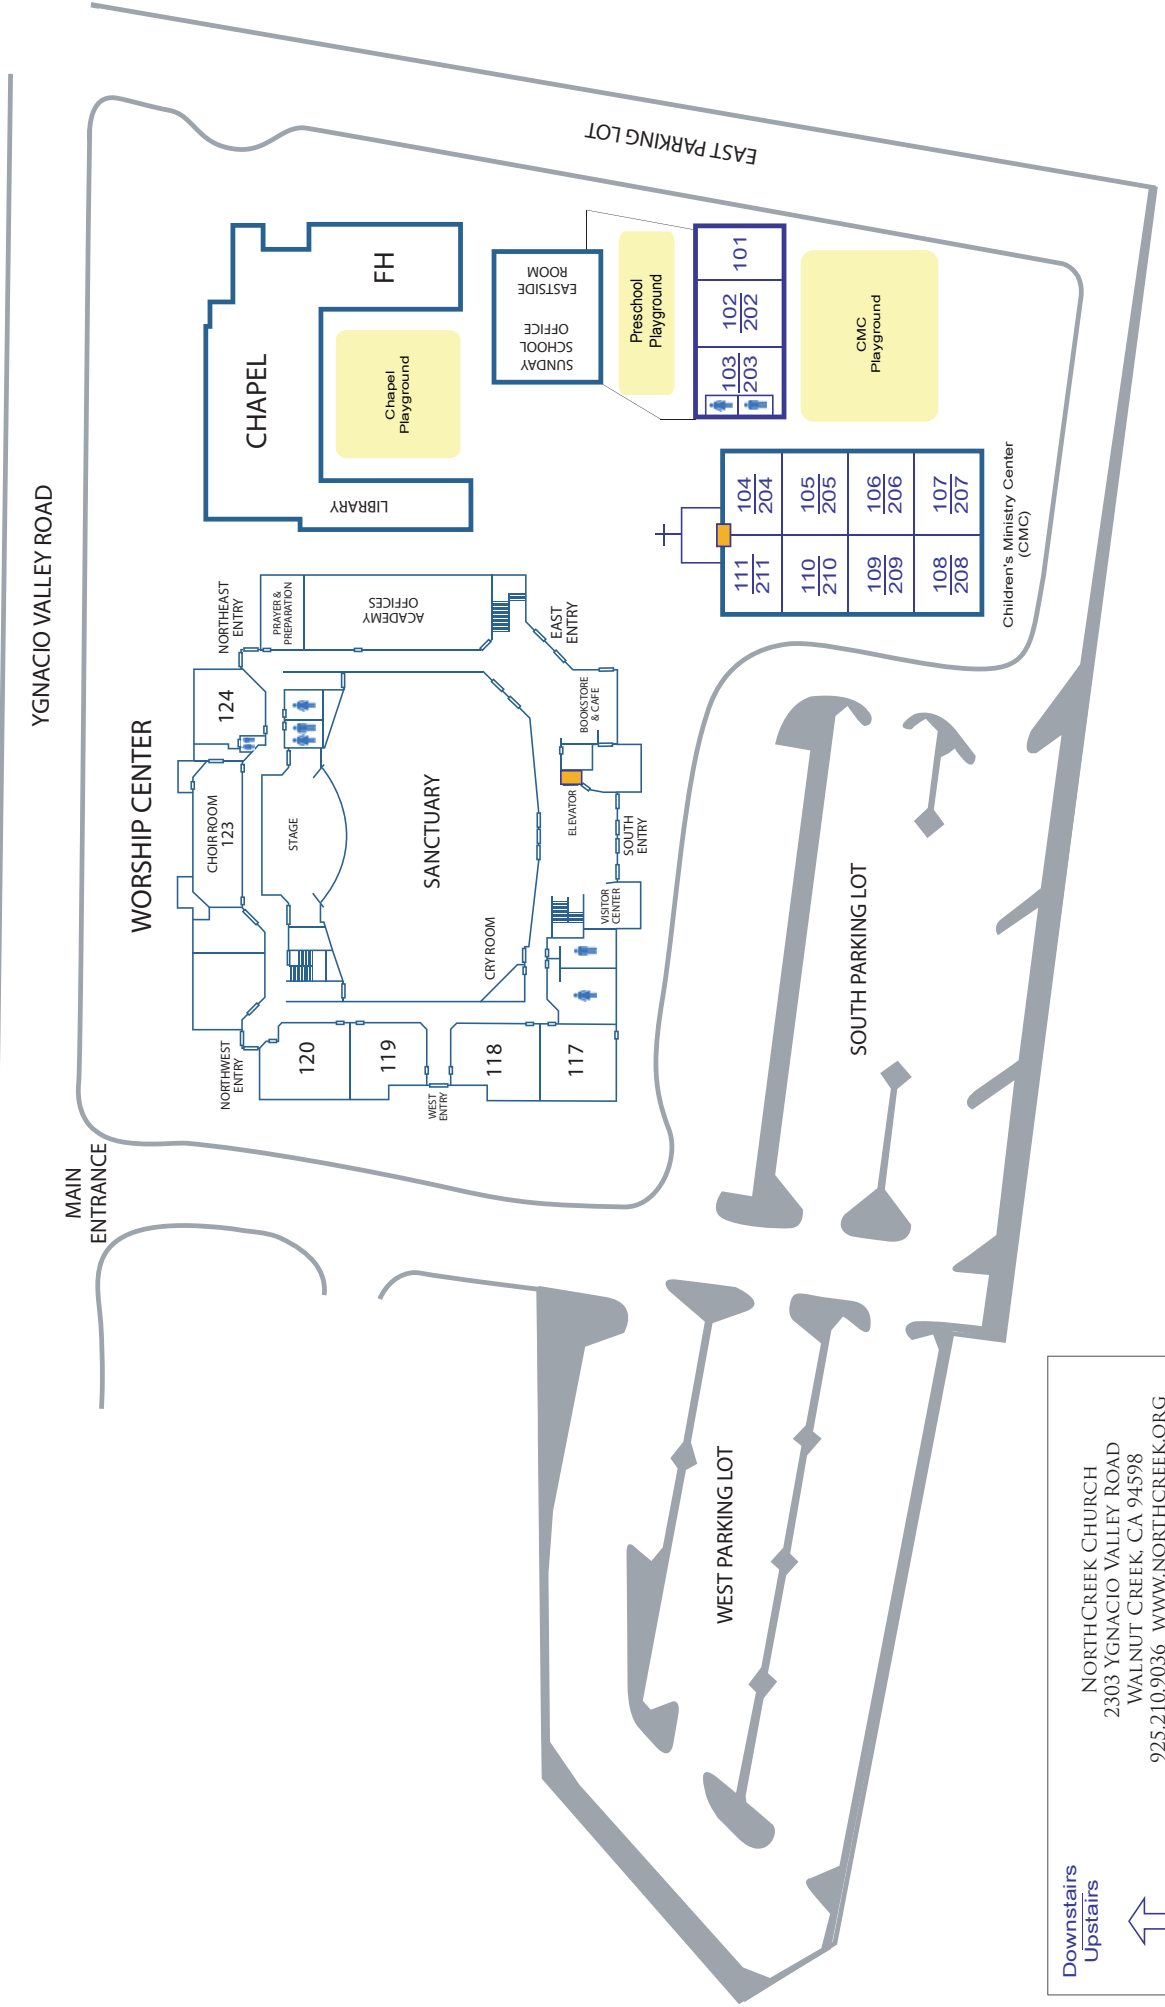 YGNACIO VALLEY ROAD
MAIN
ENTRANCE
WORSHIP CENTER
NORTHWEST
ENTRY
CHOIR ROOM
123
124
NORTHEAST
ENTRY
PRAYER &
PREPARATION
ACADEMY
OFFICES
120
119
118
117
WEST
ENTRY
STAGE
SANCTUARY
CRY ROOM
VISITOR
CENTER
SOUTH
ENTRY
ELEVATOR
BOOKSTORE
& CAFE
EAST
ENTRY
CHAPEL
LIBRARY
FH
Chapel
Playground
SUNDAY
SCHOOL
OFFICE
EASTSIDE
ROOM
Preschool
Playground
EAST PARKING LOT
103
203
102
202
101
CMC
Playground
111
211
104
204
110
210
105
205
109
209
106
206
108
208
107
207
Children's Ministry Center
(CMC)
SOUTH PARKING LOT
WEST PARKING LOT
Downstairs
Upstairs
NORTHCREEK CHURCH
2303 YGNACIO VALLEY ROAD
WALNUT CREEK, CA 94598
925.210.9036 WWW.NORTHCREEK.ORG